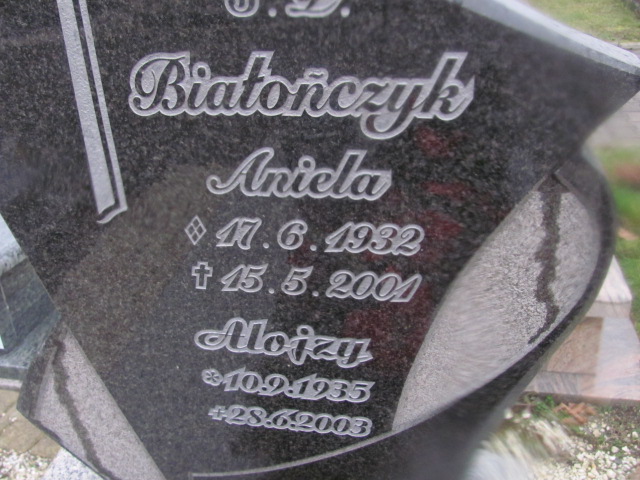 Białończyk
Aniela
17.6.1932
✝ 15.5.2001
Alojzy
*10.9.1935
+28.6.2003